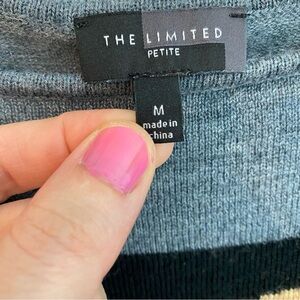 THE LIMITED
PETITE
M
made in
china